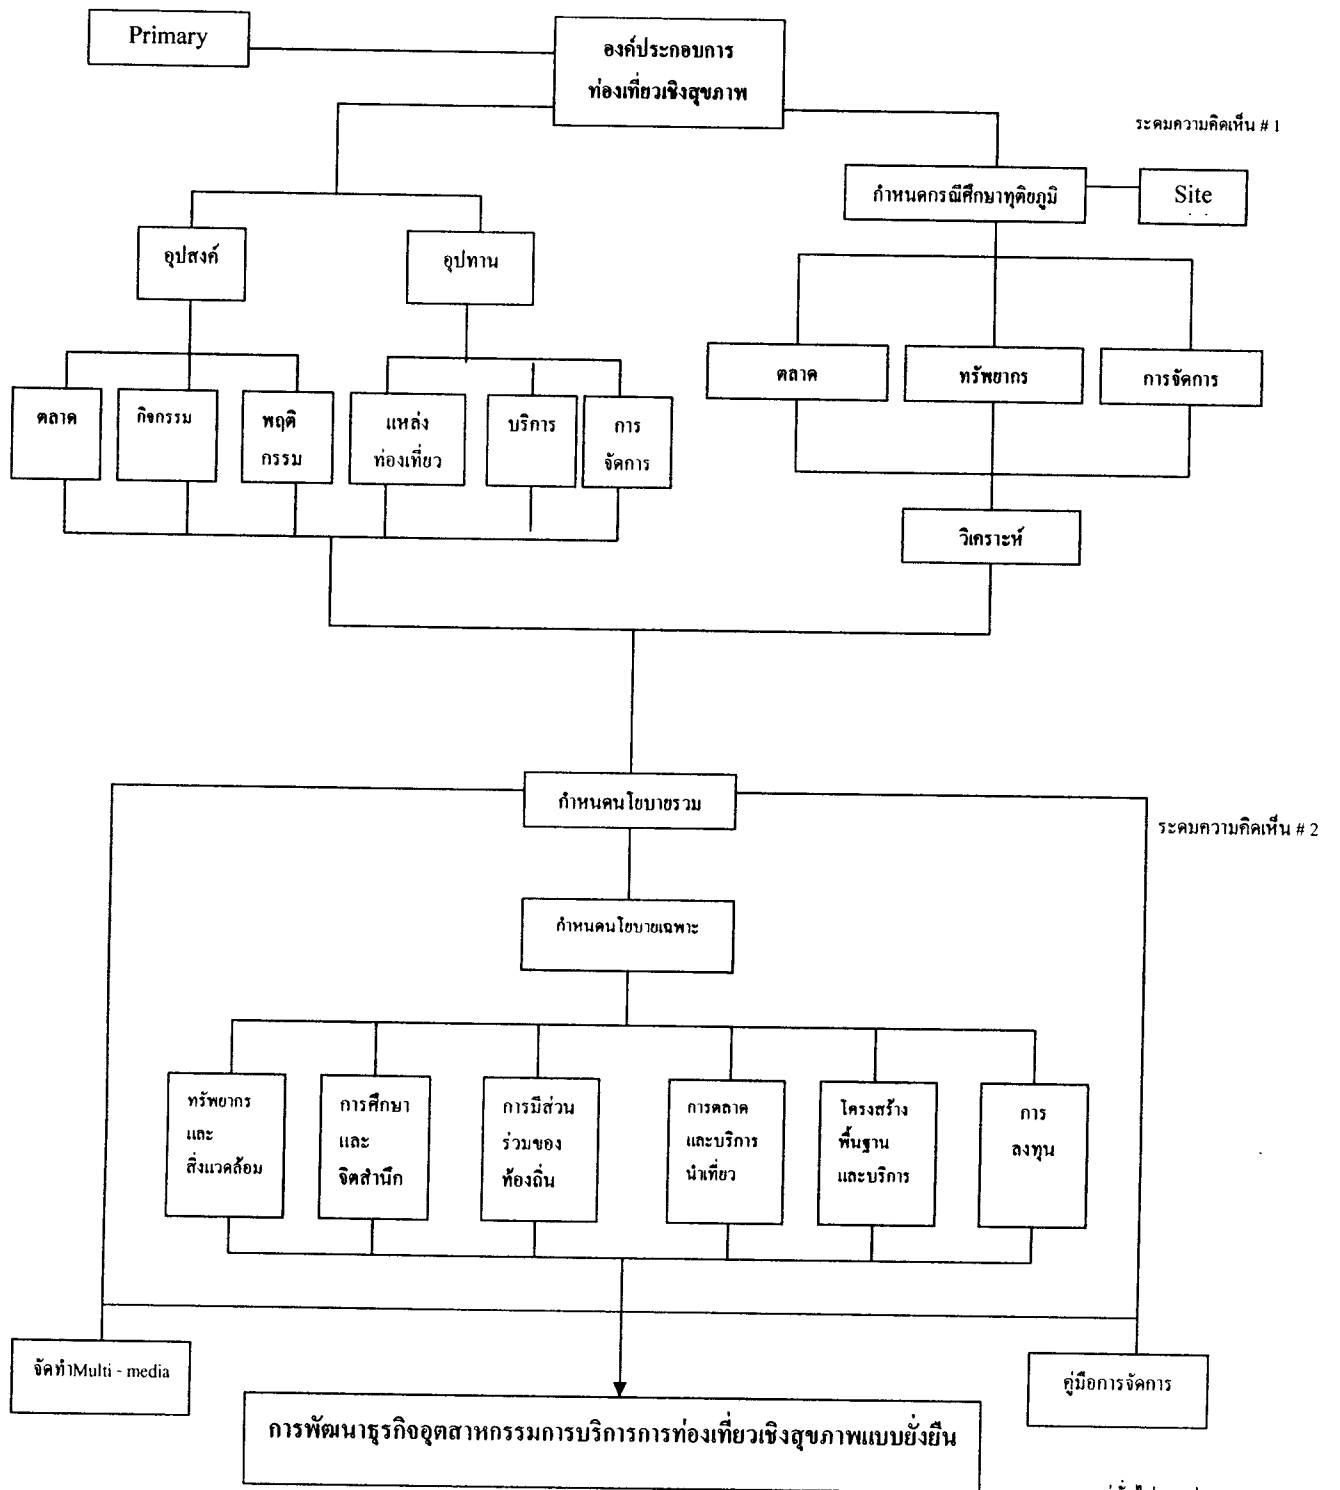 Primary
องค์ประกอบการ
ท่องเที่ยวเชิงสุขภาพ
ระดมความคิดเห็น # 1
กำหนดกรณีศึกษาทุติยภูมิ
Site
อุปสงค์
อุปทาน
ตลาด
ทรัพยากร
การจัดการ
ตลาด
กิจกรรม
พฤติ
กรรม
แหล่ง
ท่องเที่ยว
บริการ
การ
จัดการ
วิเคราะห์
กำหนดนโยบายรวม
ระดมความคิดเห็น # 2
กำหนดนโยบายเฉพาะ
ทรัพยากร
และ
สิ่งแวดล้อม
การศึกษา
และ
จิตสำนึก
การมีส่วน
ร่วมของ
ท้องถิ่น
การตลาด
และบริการ
นำเที่ยว
โครงสร้าง
พื้นฐาน
และบริการ
การ
ลงทุน
จัดทำMulti - media
คู่มือการจัดการ
การพัฒนาธุรกิจอุตสาหกรรมการบริการการท่องเที่ยวเชิงสุขภาพแบบยั่งยืน